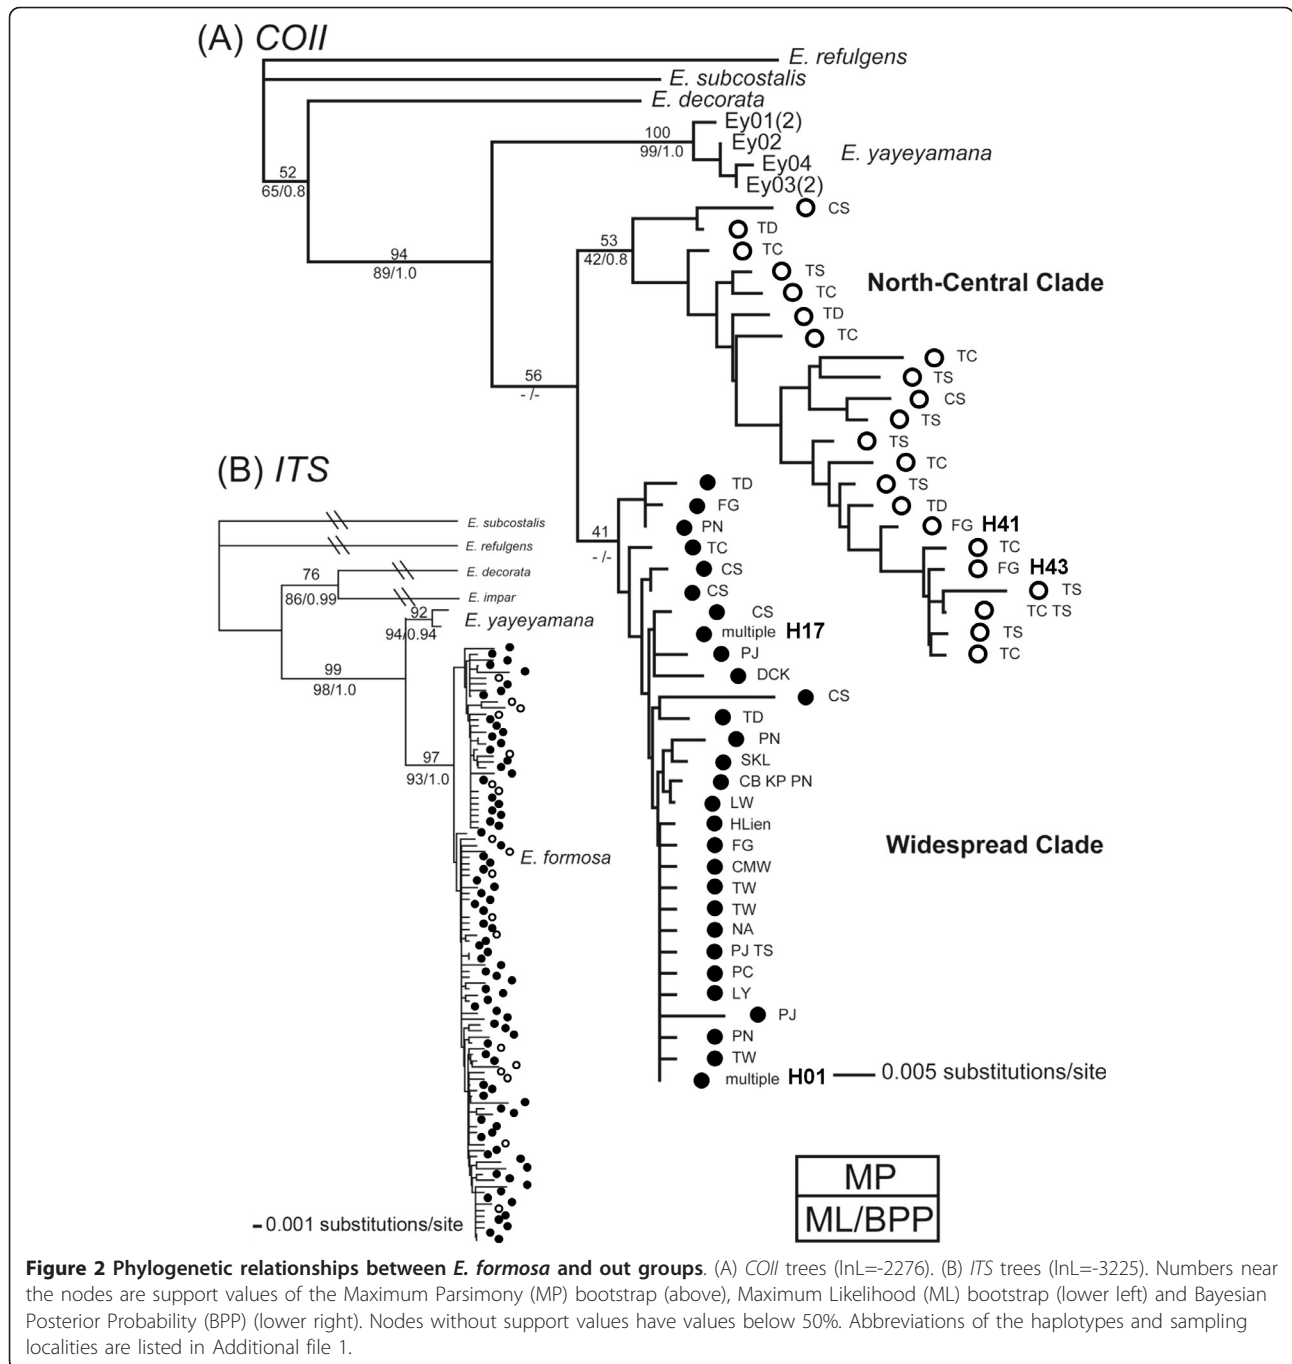 (A) COII
E. refulgens
E. subcostalis
E. decorata
Ey01(2)
100
Ey02
99/1.0
E. yayeyamana
Ey04
52
Ey03(2)
65/0.8
CS
TD
53
94
TC
42/0.8
89/1.0
TS
North-Central Clade
TC
TD
TC
TC
56
TS
- /-
CS
TS
TS
(B) ITS
TC
TD
TS
FG
TD
E. subcostalis
PN
FG H41
41
E. refulgens
TC
TC
- /-
76
E. decorata
CS
FG H43
86/0.99
E. impar
CS
TS
92
CS
TC TS
E. yayeyamana
94/0.94
multiple H17
TS
PJ
TC
99
DCK
98/1.0
CS
TD
PN
97
SKL
93/1.0
CB KP PN
LW
HLien
FG
Widespread Clade
E. formosa
CMW
TW
TW
NA
PJ TS
PC
LY
PJ
PN
TW
multiple H01
0.005 substitutions/site
MP
ML/BPP
0.001 substitutions/site
Figure 2 Phylogenetic relationships between E. formosa and out groups. (A) COII trees (lnL=-2276). (B) ITS trees (lnL=-3225). Numbers near
the nodes are support values of the Maximum Parsimony (MP) bootstrap (above), Maximum Likelihood (ML) bootstrap (lower left) and Bayesian
Posterior Probability (BPP) (lower right). Nodes without support values have values below 50%. Abbreviations of the haplotypes and sampling
localities are listed in Additional file 1.